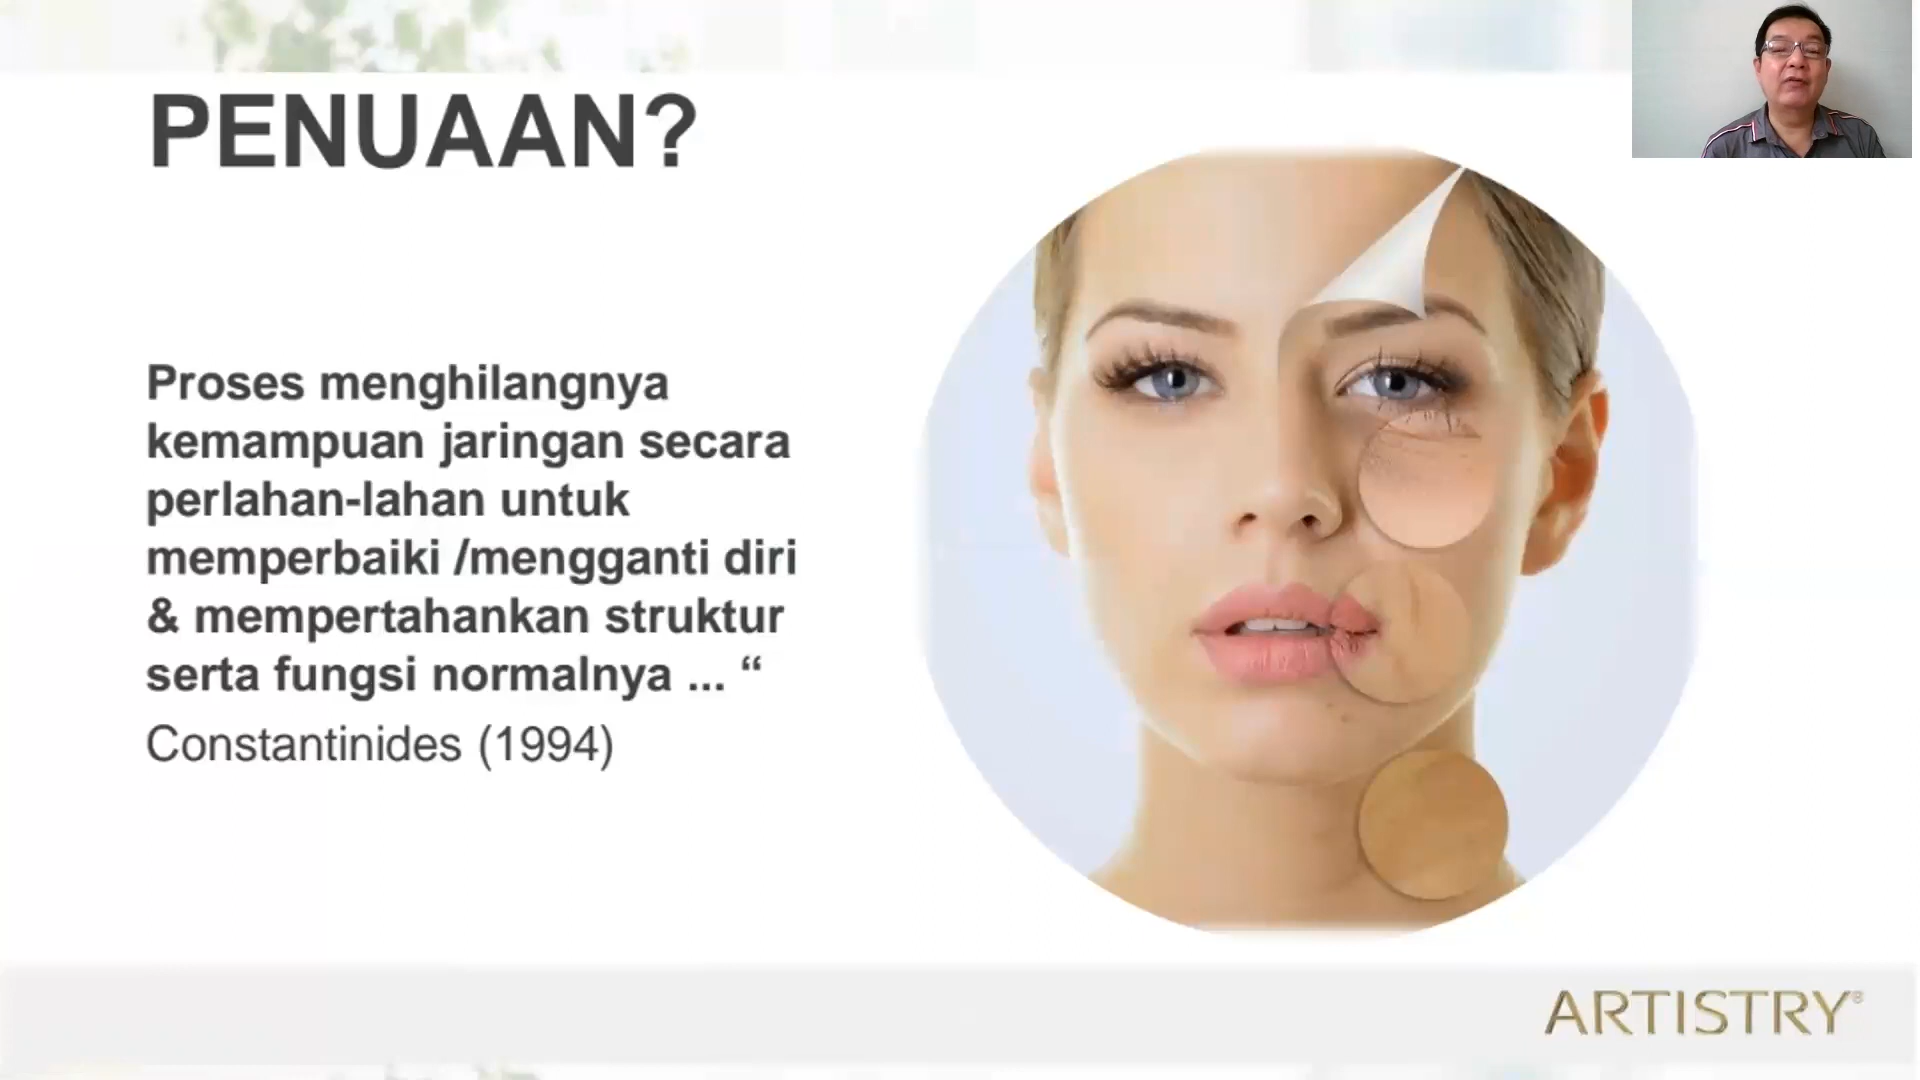 PENUAAN?
Proses menghilangnya
kemampuan jaringan secara
perlahan-lahan untuk
memperbaiki /mengganti diri
& mempertahankan struktur
serta fungsi normalnya ... “
Constantinides (1994)
ARTISTRY®